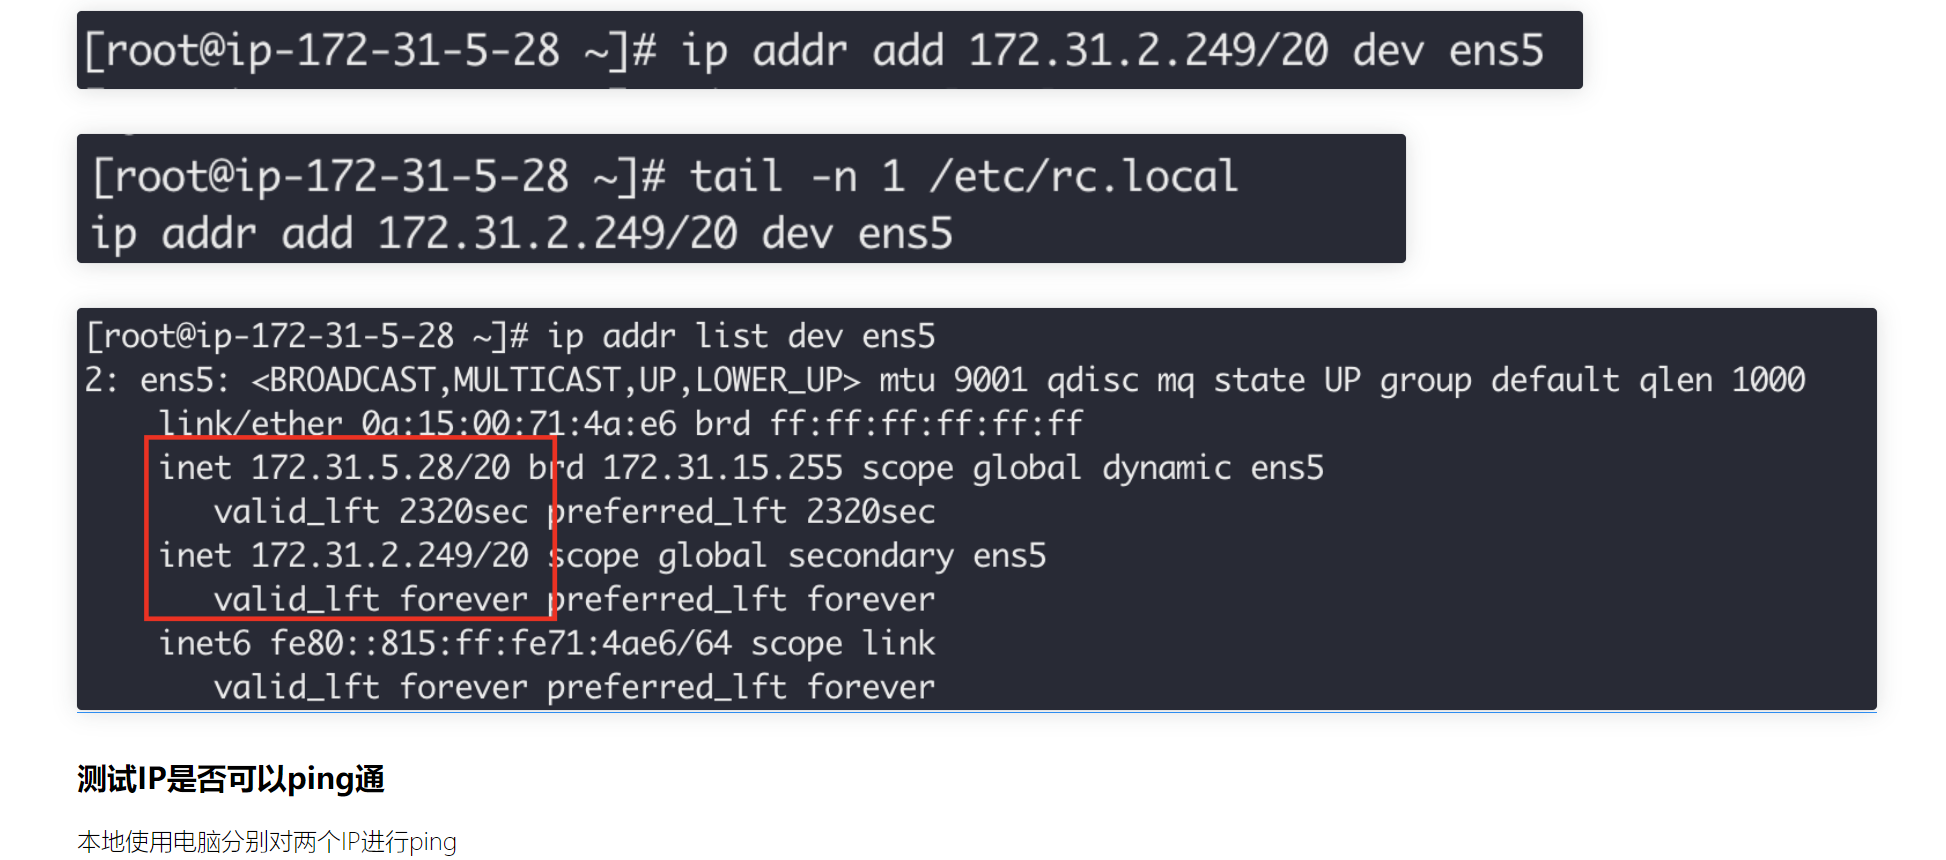 [root@ip-172-31-5-28 ~]# ip addr add 172.31.2.249/20 dev ens5
[root@ip-172-31-5-28 ~]# tail -n 1 /etc/rc.local
ip addr add 172.31.2.249/20 dev ens5
[root@ip-172-31-5-28 ~]# ip addr list dev ens5
2: ens5: <BROADCAST,MULTICAST,UP,LOWER_UP> mtu 9001 qdisc mq state UP group default qlen 1000
link/ether 0a:15:00:71:4a:e6 brd ff:ff:ff:ff:ff:ff
inet 172.31.5.28/20 brd 172.31.15.255 scope global dynamic ens5
valid_lft 2320sec preferred_lft 2320sec
inet 172.31.2.249/20 scope global secondary ens5
valid_lft forever preferred_lft forever
inet6 fe80::815:ff:fe71:4ae6/64 scope link
valid_lft forever preferred_lft forever
测试IP是否可以ping通
本地使用电脑分别对两个IP进行ping